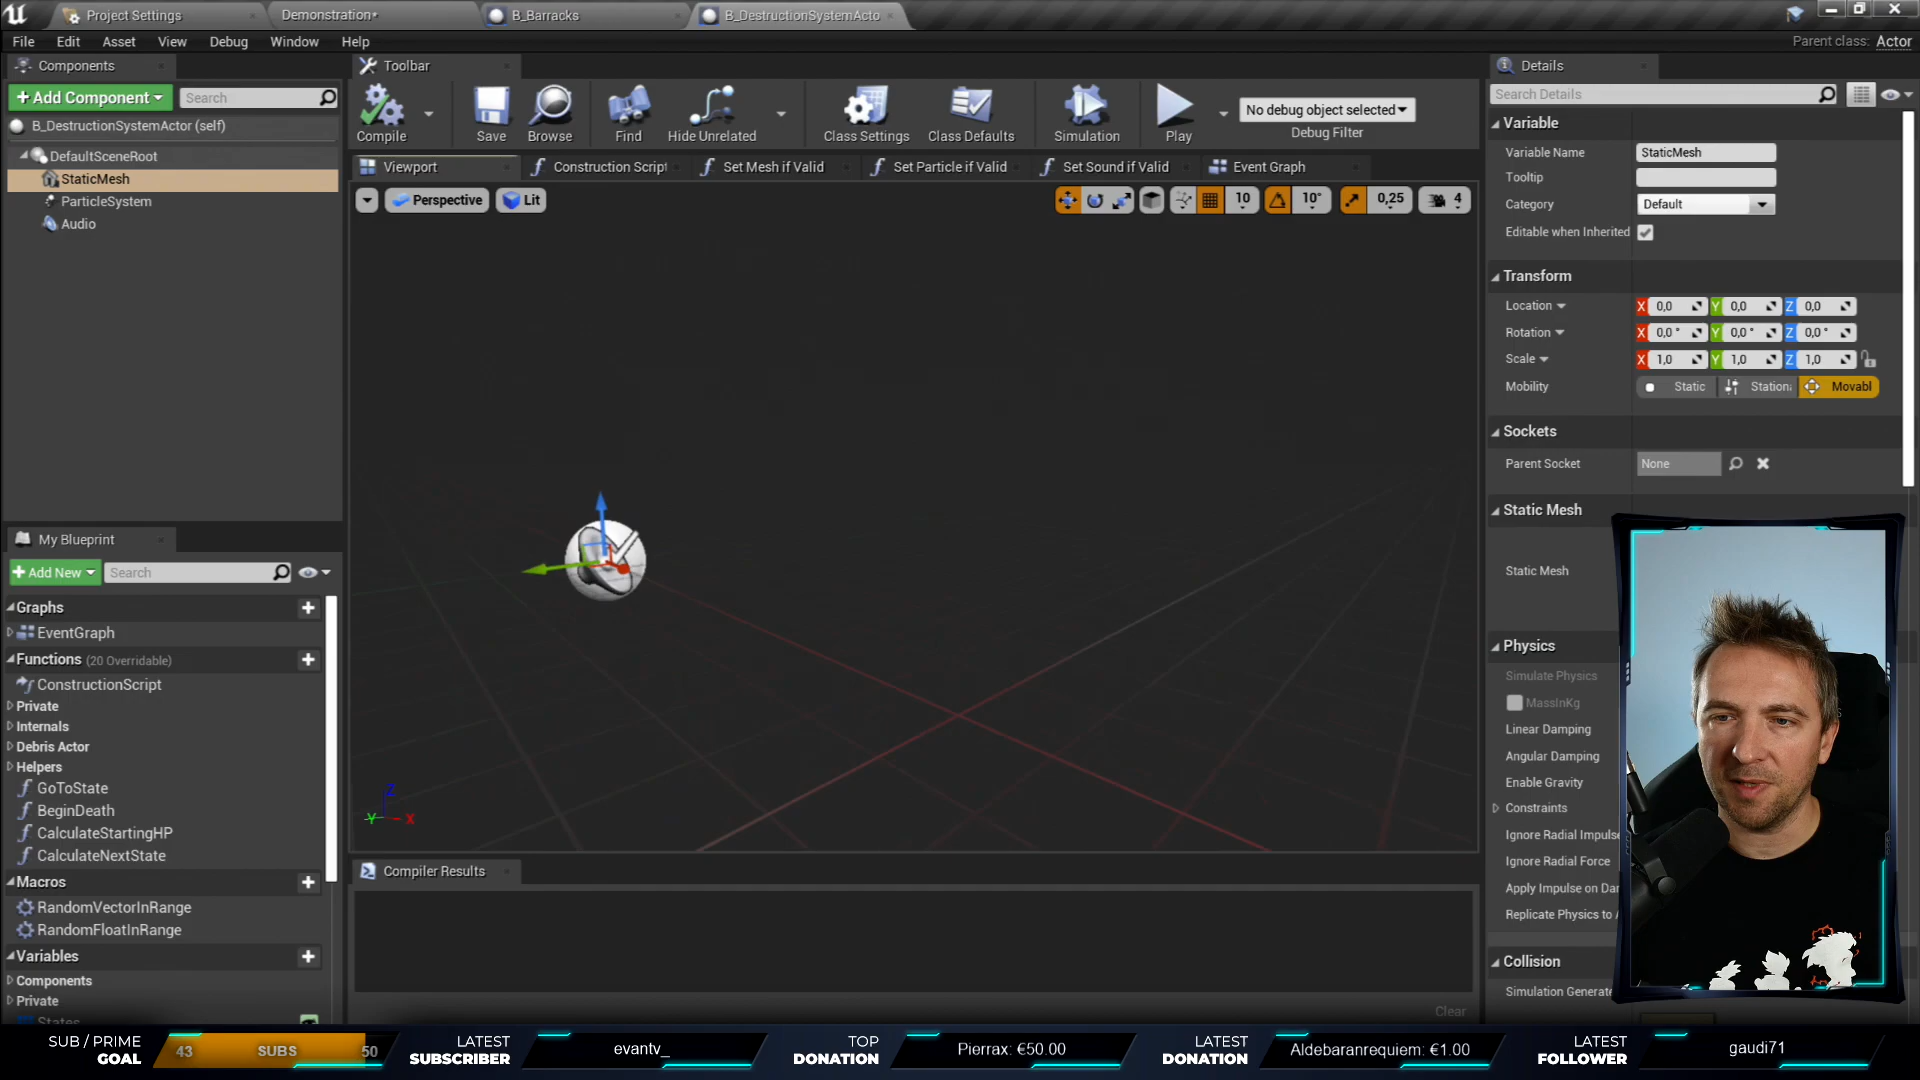 Project Settings
Demonstration*
B_Barracks
B_DestructionSystemActo
File Edit Asset View Debug Window Help
Parent class: Actor
Components
+ Add Component
Search
B_DestructionSystemActor (self)
DefaultSceneRoot
StaticMesh
ParticleSystem
Audio
Toolbar
Compile
Save
Browse
Find
Hide Unrelated
Class Settings
Class Defaults
Simulation
Play
No debug object selected
Debug Filter
Viewport
Construction Script
Set Mesh if Valid
Set Particle if Valid
Set Sound if Valid
Event Graph
Perspective
Lit
10
10°
0,25
4
Z
Y
X
Compiler Results
Clear
My Blueprint
+ Add New
Search
Graphs
EventGraph
Functions (20 Overridable)
ConstructionScript
Private
Internals
Debris Actor
Helpers
GoToState
BeginDeath
CalculateStartingHP
CalculateNextState
Macros
RandomVectorInRange
RandomFloatInRange
Variables
Components
Private
States
Details
Search Details
Variable
Variable Name StaticMesh
Tooltip
Category Default
Editable when Inherited
Transform
Location X 0,0 Y 0,0 Z 0,0
Rotation X 0,0 ° Y 0,0 ° Z 0,0 °
Scale X 1,0 Y 1,0 Z 1,0
Mobility Static Station Movabl
Sockets
Parent Socket None
Static Mesh
Static Mesh
Physics
Simulate Physics
MassInKg
Linear Damping
Angular Damping
Enable Gravity
Constraints
Ignore Radial Impulse
Ignore Radial Force
Apply Impulse on Dar
Replicate Physics to
Collision
Simulation Generate
SUB / PRIME GOAL
43 SUBS 50
LATEST SUBSCRIBER
evantv_
TOP DONATION
Pierrax: €50.00
LATEST DONATION
Aldebaranrequiem: €1.00
LATEST FOLLOWER
gaudi71